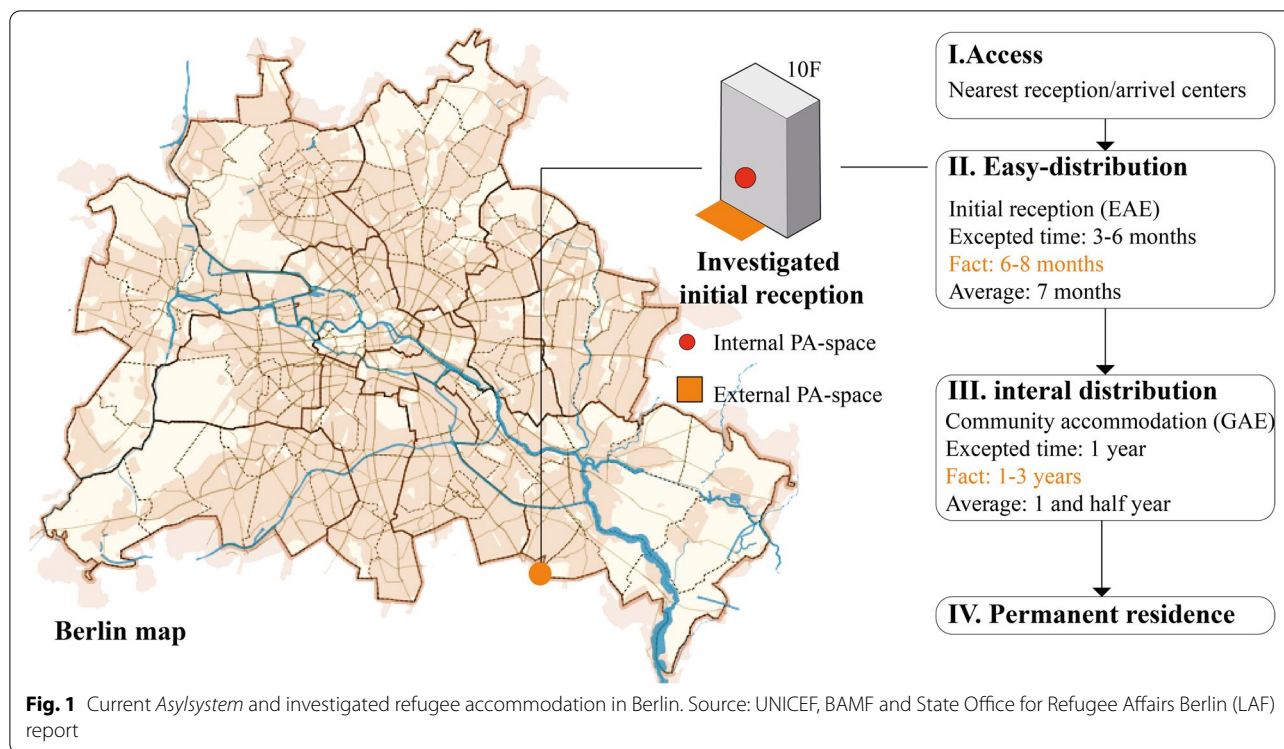 10F
Investigated
initial reception
Internal PA-space
External PA-space
Berlin map
I.Access
Nearest reception/arrivel centers
II. Easy-distribution
Initial reception (EAE)
Excepted time: 3-6 months
Fact: 6-8 months
Average: 7 months
III. interal distribution
Community accommodation (GAE)
Excepted time: 1 year
Fact: 1-3 years
Average: 1 and half year
IV. Permanent residence
Fig. 1 Current Asylsystem and investigated refugee accommodation in Berlin. Source: UNICEF, BAMF and State Office for Refugee Affairs Berlin (LAF)
report